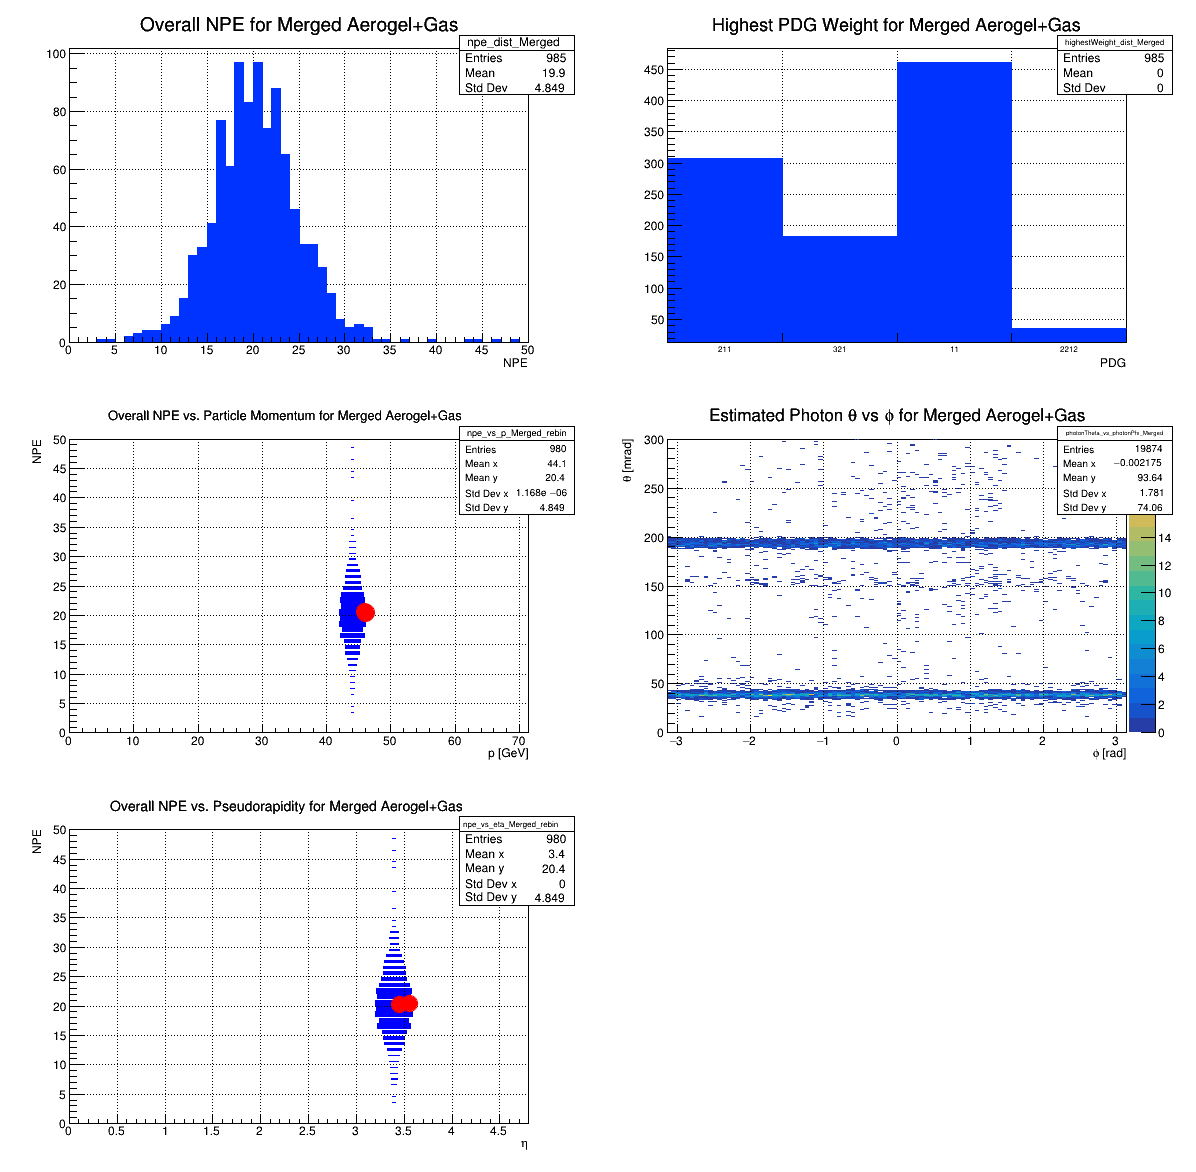 Overall NPE for Merged Aerogel+Gas
npe_dist_Merged
Entries 985
Mean 19.9
Std Dev 4.849
100
80
60
40
20
0
0 5 10 15 20 25 30 35 40 45 50
NPE
Highest PDG Weight for Merged Aerogel+Gas
highestWeight_dist_Merged
Entries 985
Mean 0
Std Dev 0
450
400
350
300
250
200
150
100
50
211 321 11 2212
PDG
Overall NPE vs. Particle Momentum for Merged Aerogel+Gas
npe_vs_p_Merged_rebin
Entries 980
Mean x 44.1
Mean y 20.4
Std Dev x 1.168e −06
Std Dev y 4.849
NPE
50
45
40
35
30
25
20
15
10
5
0
0 10 20 30 40 50 60 70
p [GeV]
Estimated Photon θ vs ϕ for Merged Aerogel+Gas
photonTheta_vs_photonPhi_Merged
Entries 19874
Mean x −0.002175
Mean y 93.64
Std Dev x 1.781
Std Dev y 74.06
θ [mrad]
300
250
200
150
100
50
0
−3 −2 −1 0 1 2 3
ϕ [rad]
14
12
10
8
6
4
2
0
Overall NPE vs. Pseudorapidity for Merged Aerogel+Gas
npe_vs_eta_Merged_rebin
Entries 980
Mean x 3.4
Mean y 20.4
Std Dev x 0
Std Dev y 4.849
NPE
50
45
40
35
30
25
20
15
10
5
0
0 0.5 1 1.5 2 2.5 3 3.5 4 4.5
η